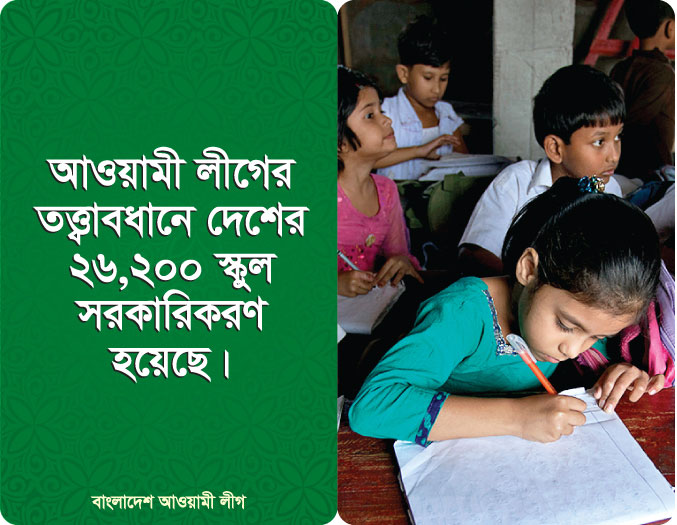 আওয়ামী লীগের
তত্ত্বাবধানে দেশের
২৬,২০০ স্কুল
সরকারিকরণ
হয়েছে।
বাংলাদেশ আওয়ামী লীগ